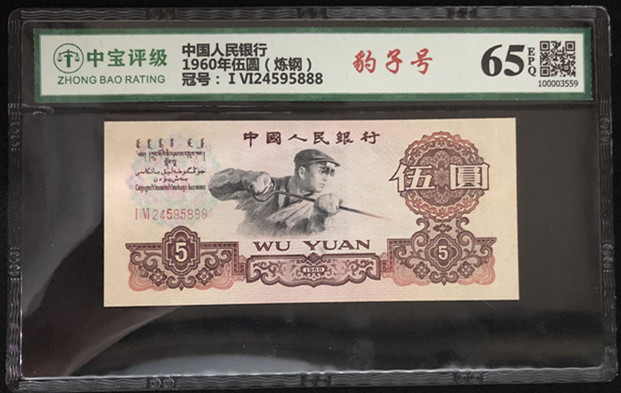 中宝评级
ZHONG BAO RATING
中国人民银行
1960年伍圆（炼钢）
冠号：Ⅰ Ⅵ24595888
豹子号
65 EPQ
100003559
中國人民銀行
伍圓
Ⅰ Ⅵ 24595888
WU YUAN
5
1960
5